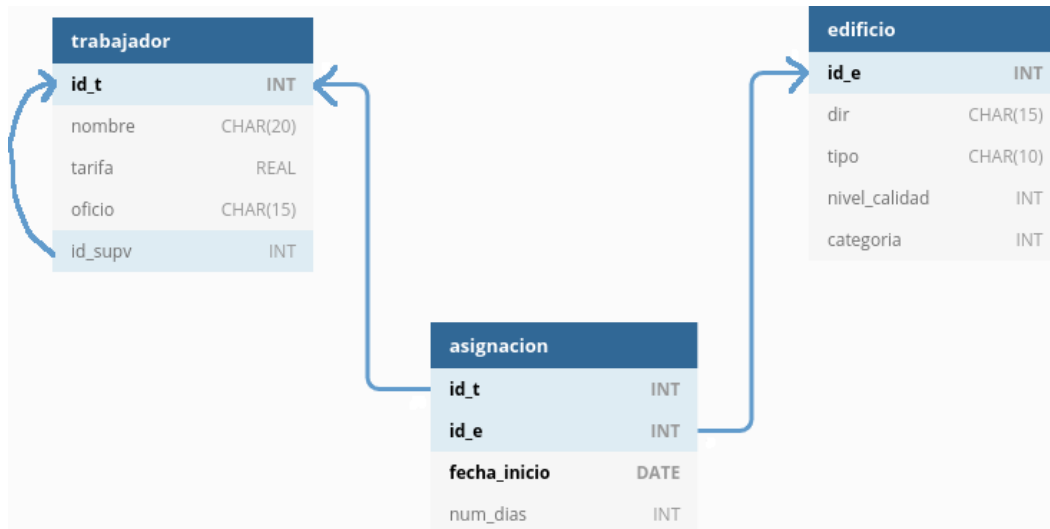 trabajador
id_t INT
nombre CHAR(20)
tarifa REAL
oficio CHAR(15)
id_supv INT
edificio
id_e INT
dir CHAR(15)
tipo CHAR(10)
nivel_calidad INT
categoria INT
asignacion
id_t INT
id_e INT
fecha_inicio DATE
num_dias INT